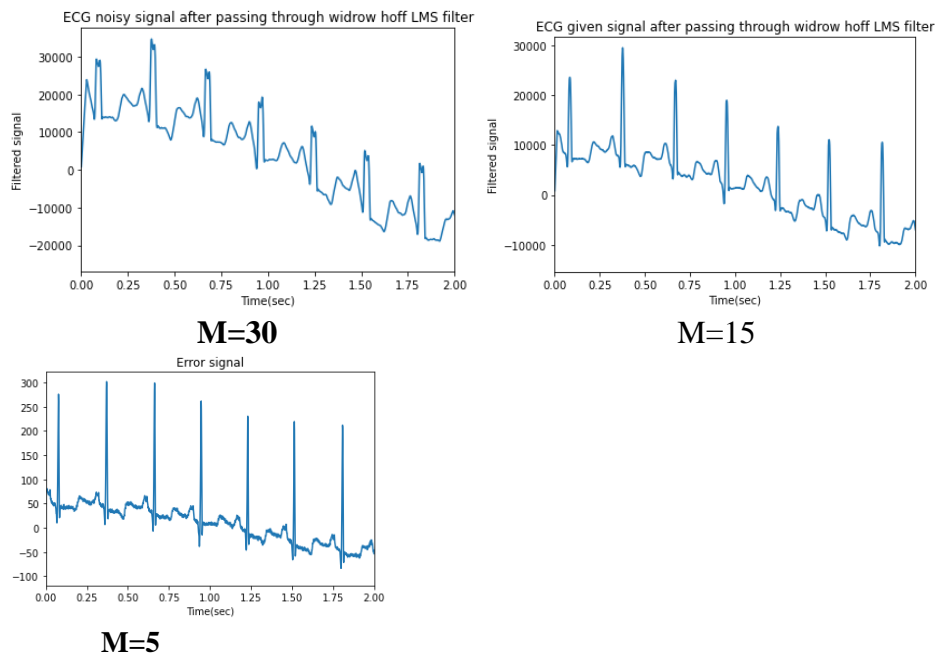 ECG noisy signal after passing through widrow hoff LMS filter
30000
20000
10000
0
−10000
−20000
Filtered signal
0.00 0.25 0.50 0.75 1.00 1.25 1.50 1.75 2.00
Time(sec)
M=30
ECG given signal after passing through widrow hoff LMS filter
30000
20000
10000
0
−10000
Filtered signal
0.00 0.25 0.50 0.75 1.00 1.25 1.50 1.75 2.00
Time(sec)
M=15
Error signal
300
250
200
150
100
50
0
−50
−100
0.00 0.25 0.50 0.75 1.00 1.25 1.50 1.75 2.00
Time(sec)
M=5